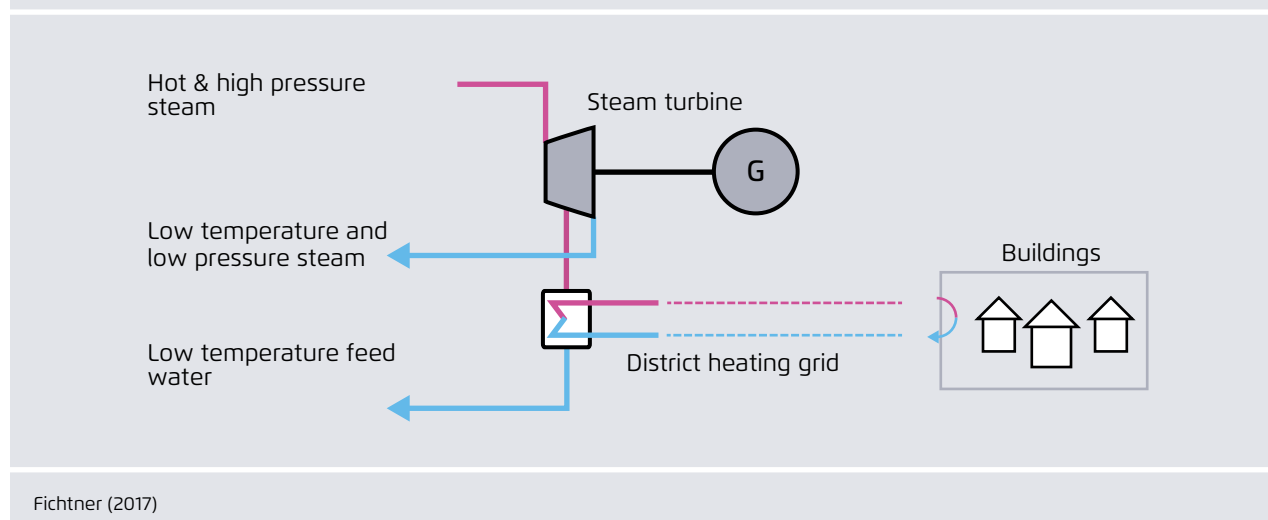 Hot & high pressure
steam
Steam turbine
G
Low temperature and
low pressure steam
Buildings
Low temperature feed
water
District heating grid
Fichtner (2017)